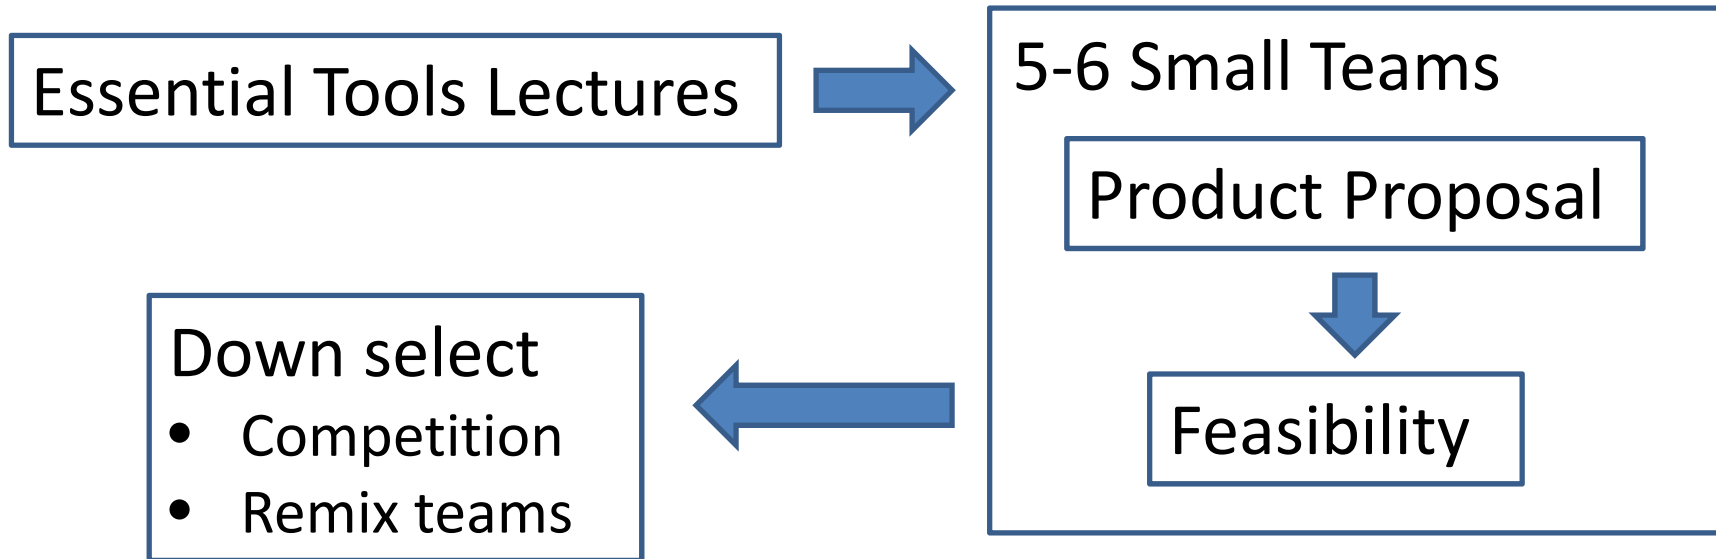 Essential Tools Lectures
5-6 Small Teams
Product Proposal
Feasibility
Down select
• Competition
• Remix teams